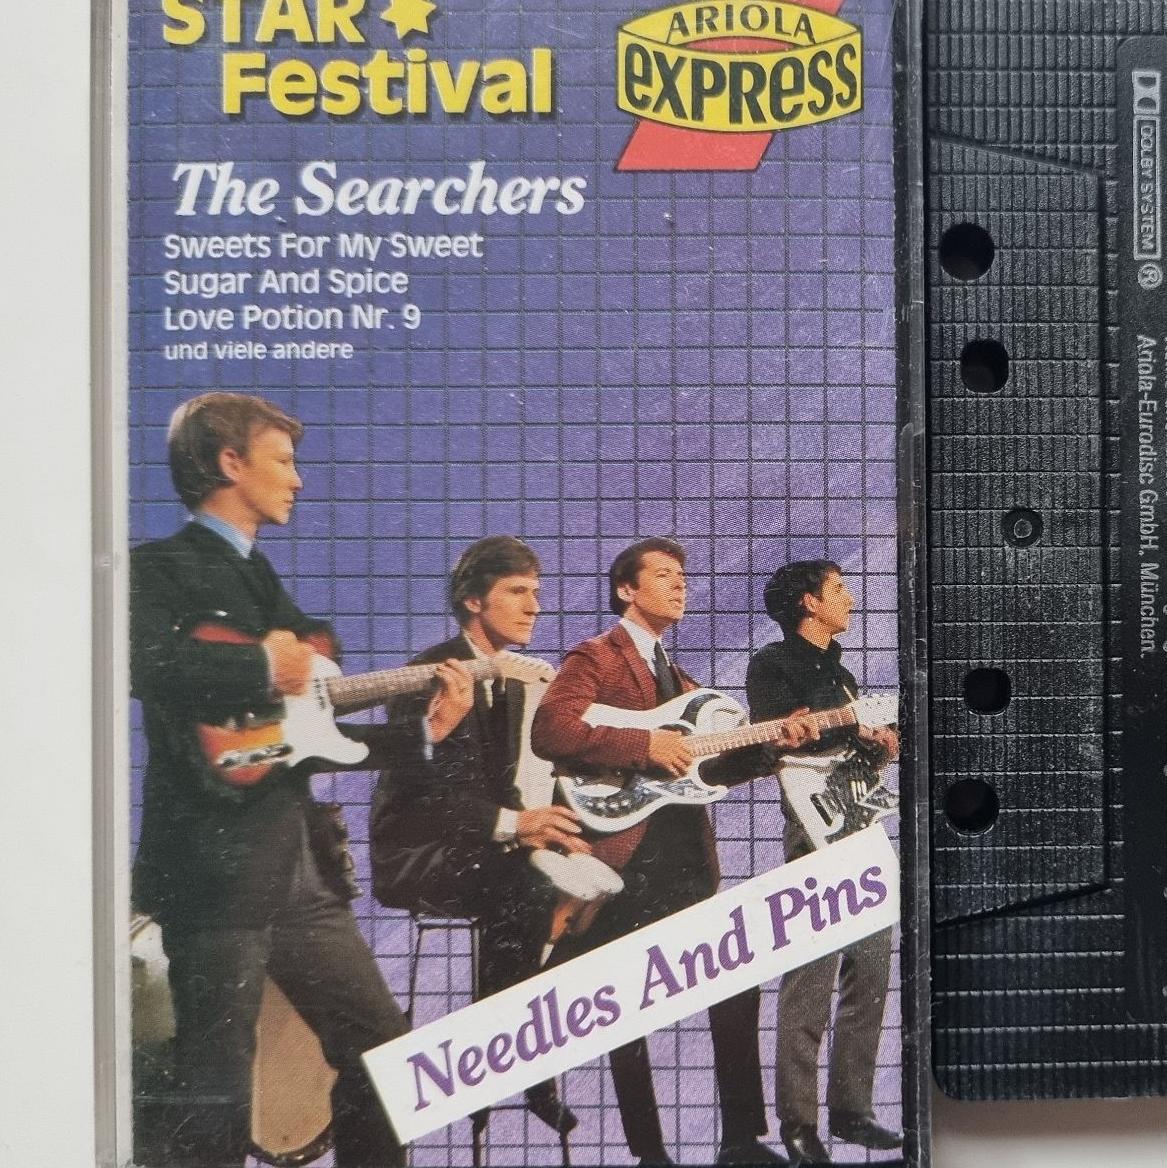 STAR
Festival
ARIOLA
EXPRESS
The Searchers
Sweets For My Sweet
Sugar And Spice
Love Potion Nr. 9
und viele andere
Needles And Pins
DOLBY SYSTEM ®
Ariola-Eurodisc GmbH, München.